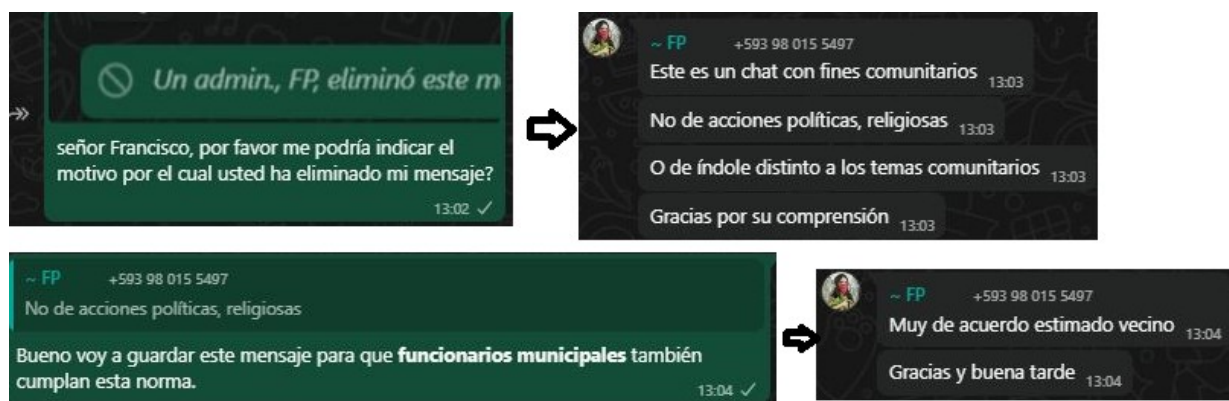 Un admin., FP, eliminó este m
señor Francisco, por favor me podría indicar el
motivo por el cual usted ha eliminado mi mensaje?
13:02
~ FP +593 98 015 5497
Este es un chat con fines comunitarios 13:03
No de acciones políticas, religiosas 13:03
O de índole distinto a los temas comunitarios 13:03
Gracias por su comprensión 13:03
~ FP +593 98 015 5497
No de acciones políticas, religiosas
Bueno voy a guardar este mensaje para que funcionarios municipales también
cumplan esta norma.
13:04
~ FP +593 98 015 5497
Muy de acuerdo estimado vecino 13:04
Gracias y buena tarde 13:04